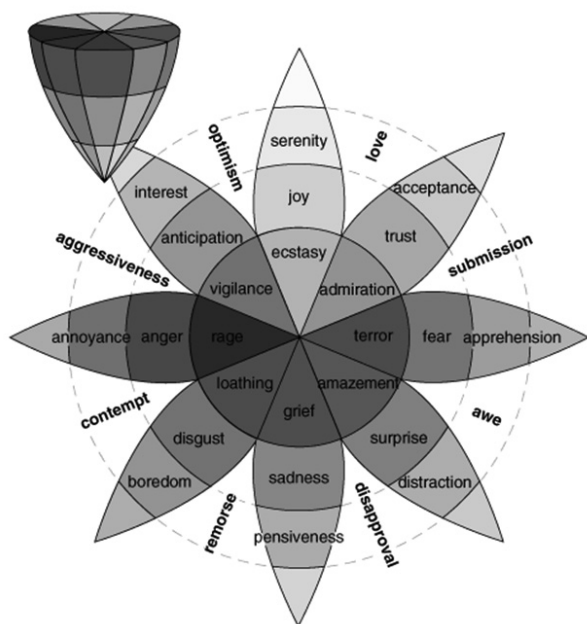 serenity
optimism
love
interest
joy
acceptance
anticipation
trust
aggressiveness
ecstasy
submission
vigilance
admiration
annoyance
anger
rage
terror
fear
apprehension
loathing
amazement
contempt
grief
awe
disgust
surprise
boredom
sadness
distraction
remorse
disapproval
pensiveness